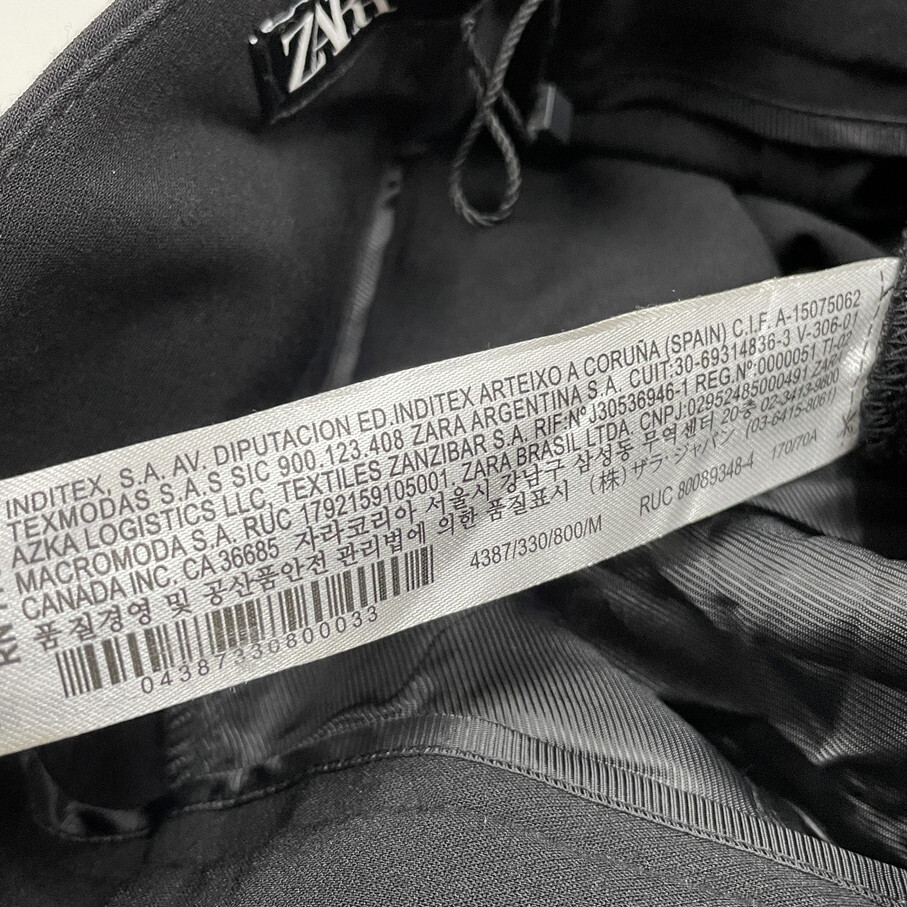 ZARA
INDITEX, S.A. AV. DIPUTACION ED.INDITEX ARTEIXO A CORUÑA (SPAIN) C.I.F. A-15075062
TEXMODAS S.A.S SIC 900.123.408 ZARA ARGENTINA S.A. CUIT:30-69314836-3 V-306-01
AZKA LOGISTICS LLC, TEXTILES ZANZIBAR S.A. RIF:Nº J30536946-1 REG.Nº:0000051 TI-02
MACROMODA S.A. RUC 1792159105001. ZARA BRASIL LTDA. CNPJ:02952485000491 ZARA
CANADA INC. CA 36685 자라코리아 서울시 강남구 삼성동 무역센터 20층 02-3413-9800
품질경영 및 공산품안전 관리법에 의한 품질표시 (株)ザラ・ジャパン (03-6415-8061)
4387/330/800/M RUC 80089348-4 170/70A
04387330800033